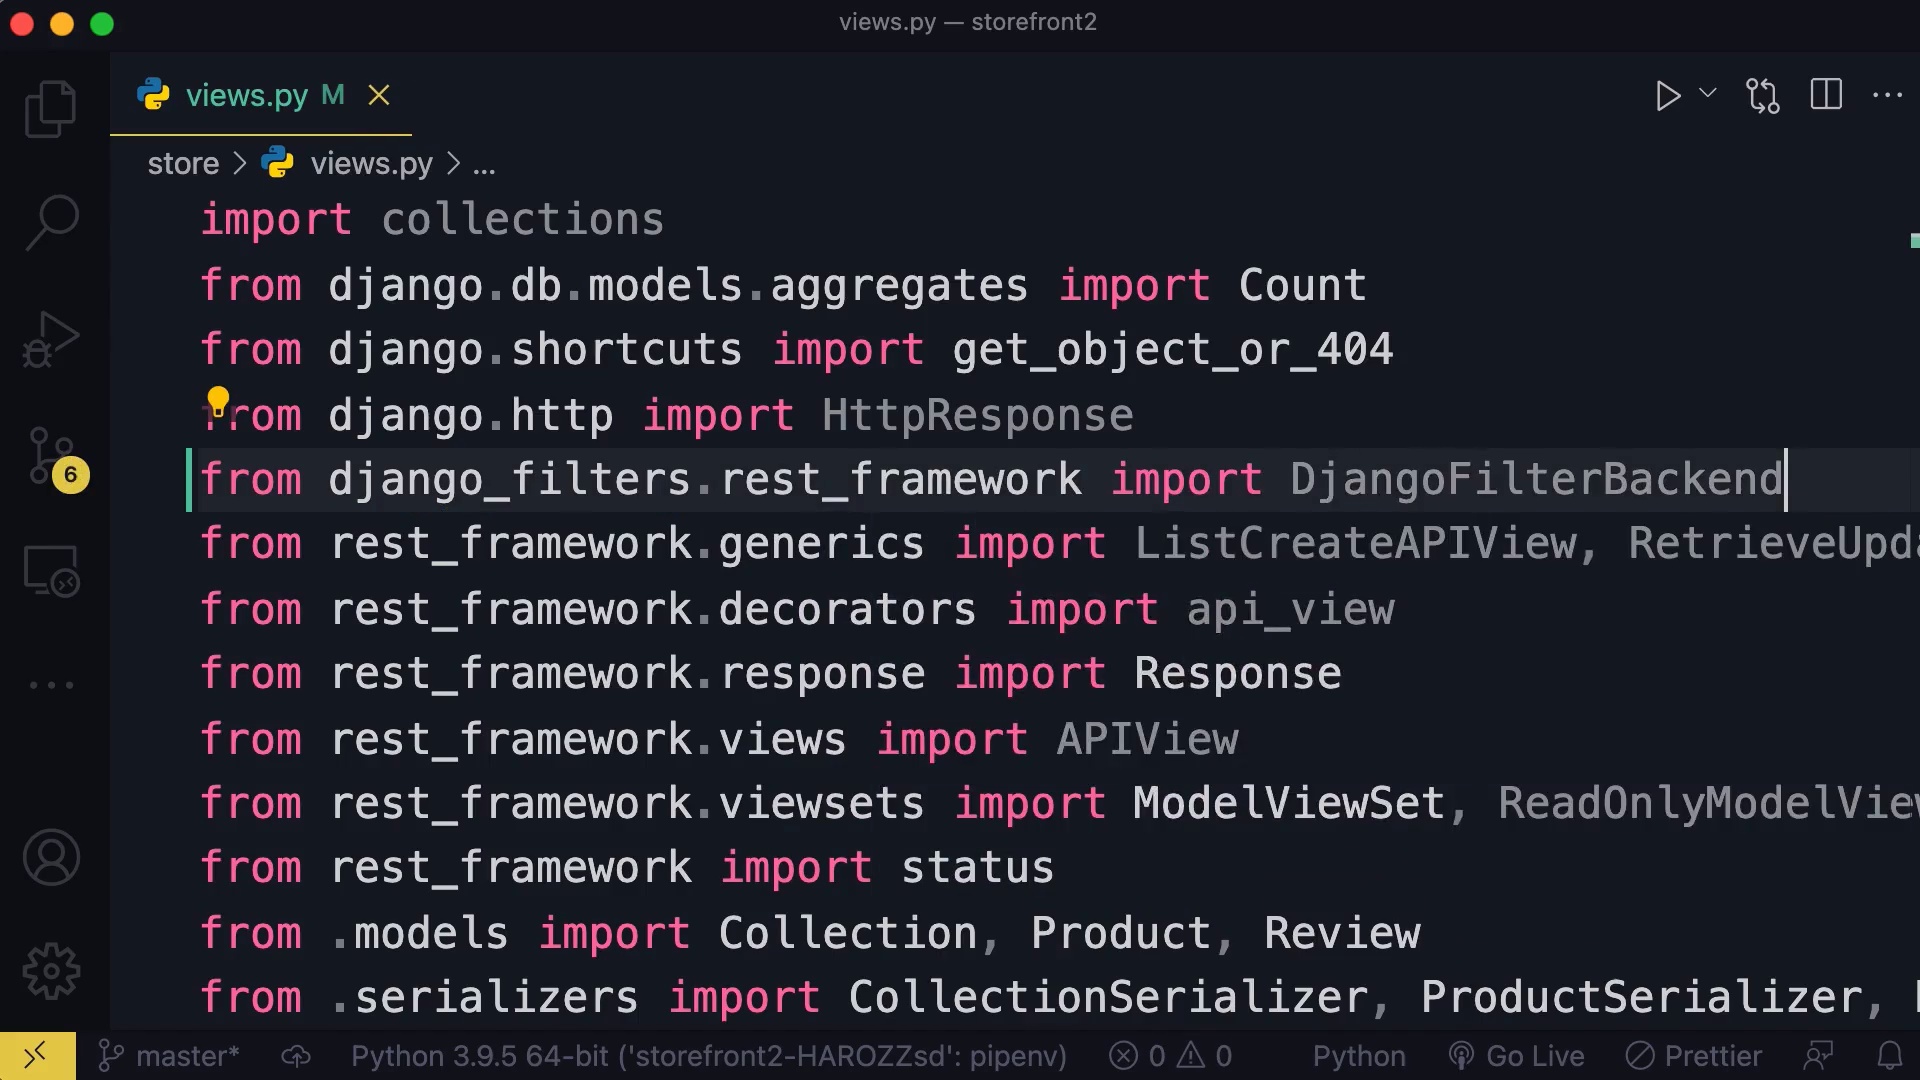 views.py — storefront2
views.py M
store > views.py > ...
import collections
from django.db.models.aggregates import Count
from django.shortcuts import get_object_or_404
from django.http import HttpResponse
from django_filters.rest_framework import DjangoFilterBackend
from rest_framework.generics import ListCreateAPIView, RetrieveUpda
from rest_framework.decorators import api_view
from rest_framework.response import Response
from rest_framework.views import APIView
from rest_framework.viewsets import ModelViewSet, ReadOnlyModelView
from rest_framework import status
from .models import Collection, Product, Review
from .serializers import CollectionSerializer, ProductSerializer,
6
master* Python 3.9.5 64-bit ('storefront2-HAROZZsd': pipenv) 0 0 Python Go Live Prettier